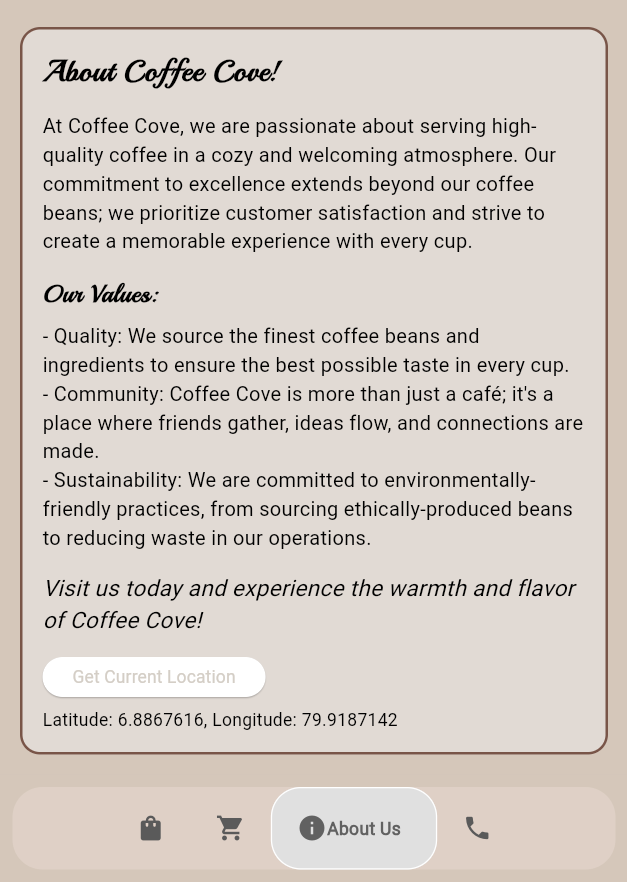 About Coffee Cove!
At Coffee Cove, we are passionate about serving high-
quality coffee in a cozy and welcoming atmosphere. Our
commitment to excellence extends beyond our coffee
beans; we prioritize customer satisfaction and strive to
create a memorable experience with every cup.
Our Values:
- Quality: We source the finest coffee beans and
ingredients to ensure the best possible taste in every cup.
- Community: Coffee Cove is more than just a café; it's a
place where friends gather, ideas flow, and connections are
made.
- Sustainability: We are committed to environmentally-
friendly practices, from sourcing ethically-produced beans
to reducing waste in our operations.
Visit us today and experience the warmth and flavor
of Coffee Cove!
Get Current Location
Latitude: 6.8867616, Longitude: 79.9187142
About Us